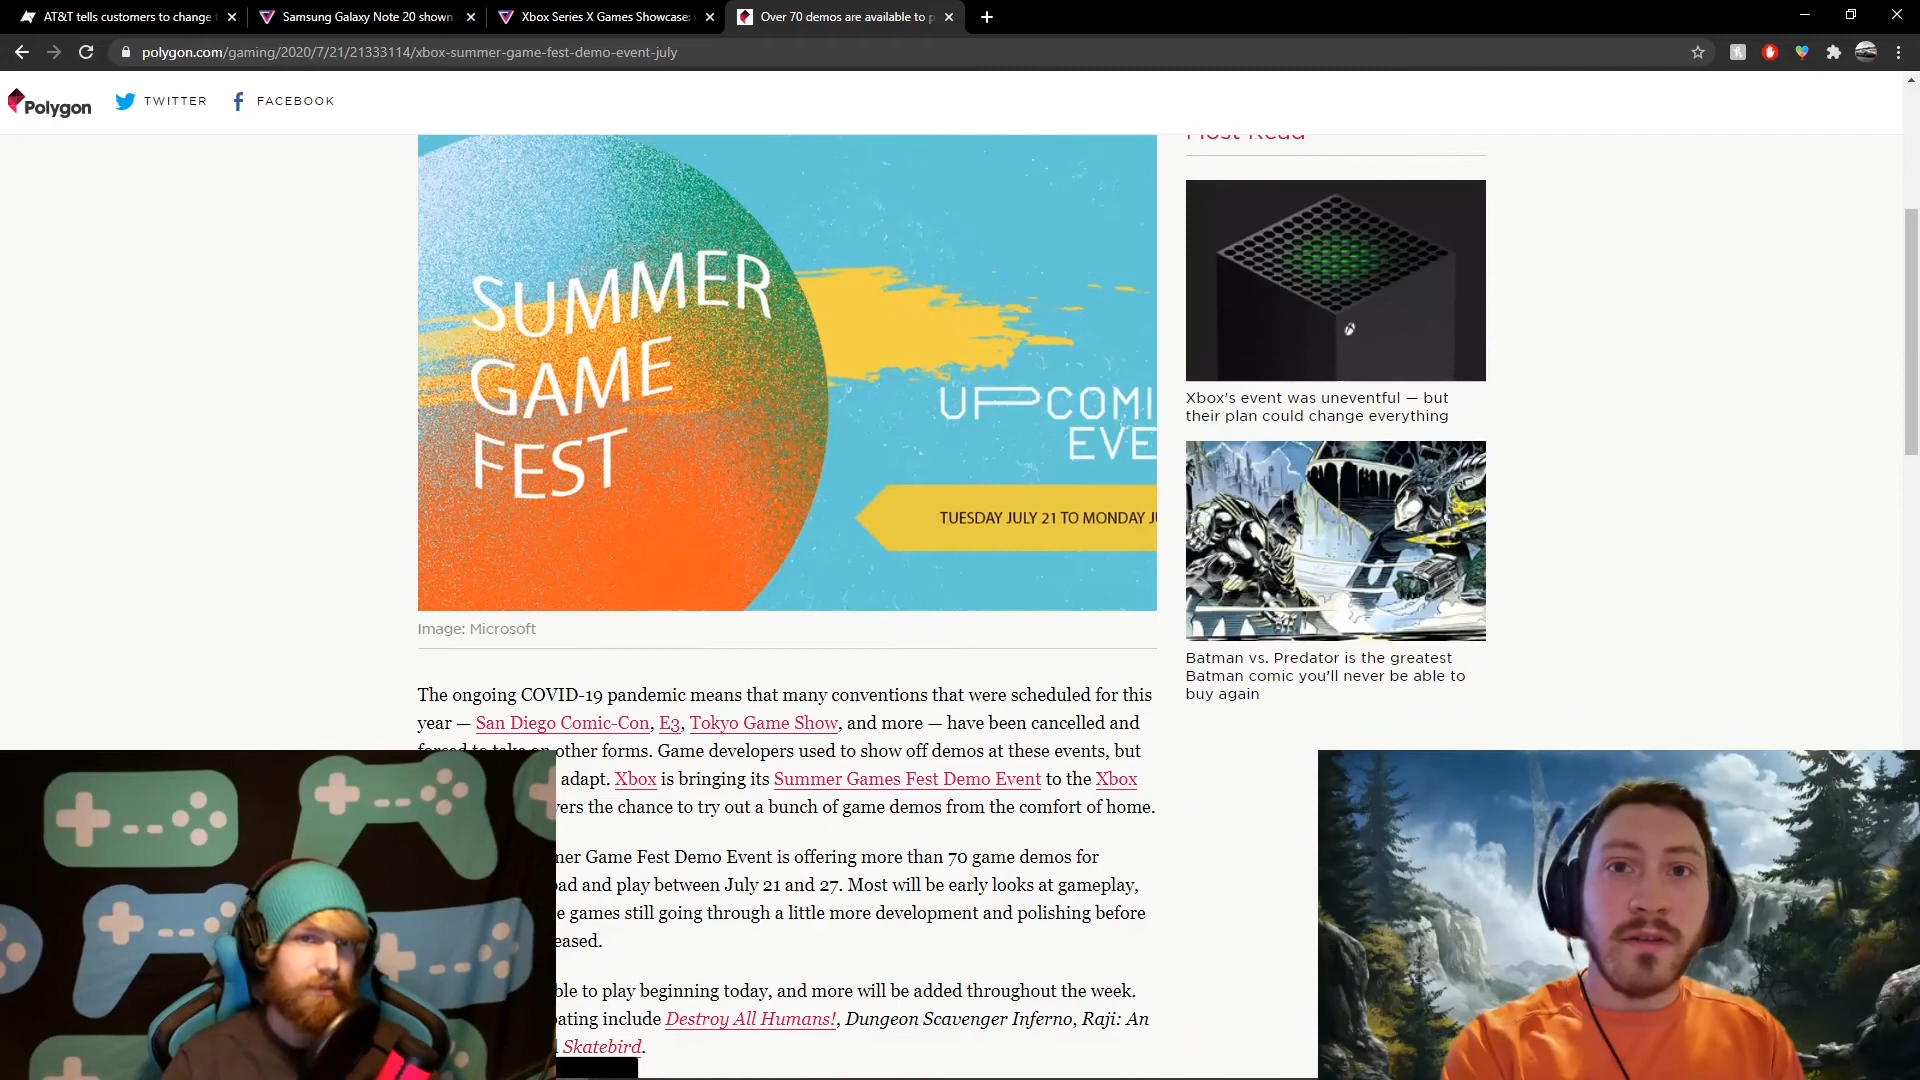 AT&T tells customers to change
Samsung Galaxy Note 20 shown
Xbox Series X Games Showcase:
Over 70 demos are available to p
polygon.com/gaming/2020/7/21/21333114/xbox-summer-game-fest-demo-event-july
Polygon
TWITTER
FACEBOOK
Most Read
SUMMER
GAME
FEST
UPCOMI
EVE
TUESDAY JULY 21 TO MONDAY JU
Image: Microsoft
Xbox's event was uneventful — but
their plan could change everything
Batman vs. Predator is the greatest
Batman comic you'll never be able to
buy again
The ongoing COVID-19 pandemic means that many conventions that were scheduled for this
year — San Diego Comic-Con, E3, Tokyo Game Show, and more — have been cancelled and
forced to take on other forms. Game developers used to show off demos at these events, but
adapt. Xbox is bringing its Summer Games Fest Demo Event to the Xbox
ers the chance to try out a bunch of game demos from the comfort of home.
ner Game Fest Demo Event is offering more than 70 game demos for
ad and play between July 21 and 27. Most will be early looks at gameplay,
e games still going through a little more development and polishing before
eased.
ble to play beginning today, and more will be added throughout the week.
pating include Destroy All Humans!, Dungeon Scavenger Inferno, Raji: An
Skatebird.